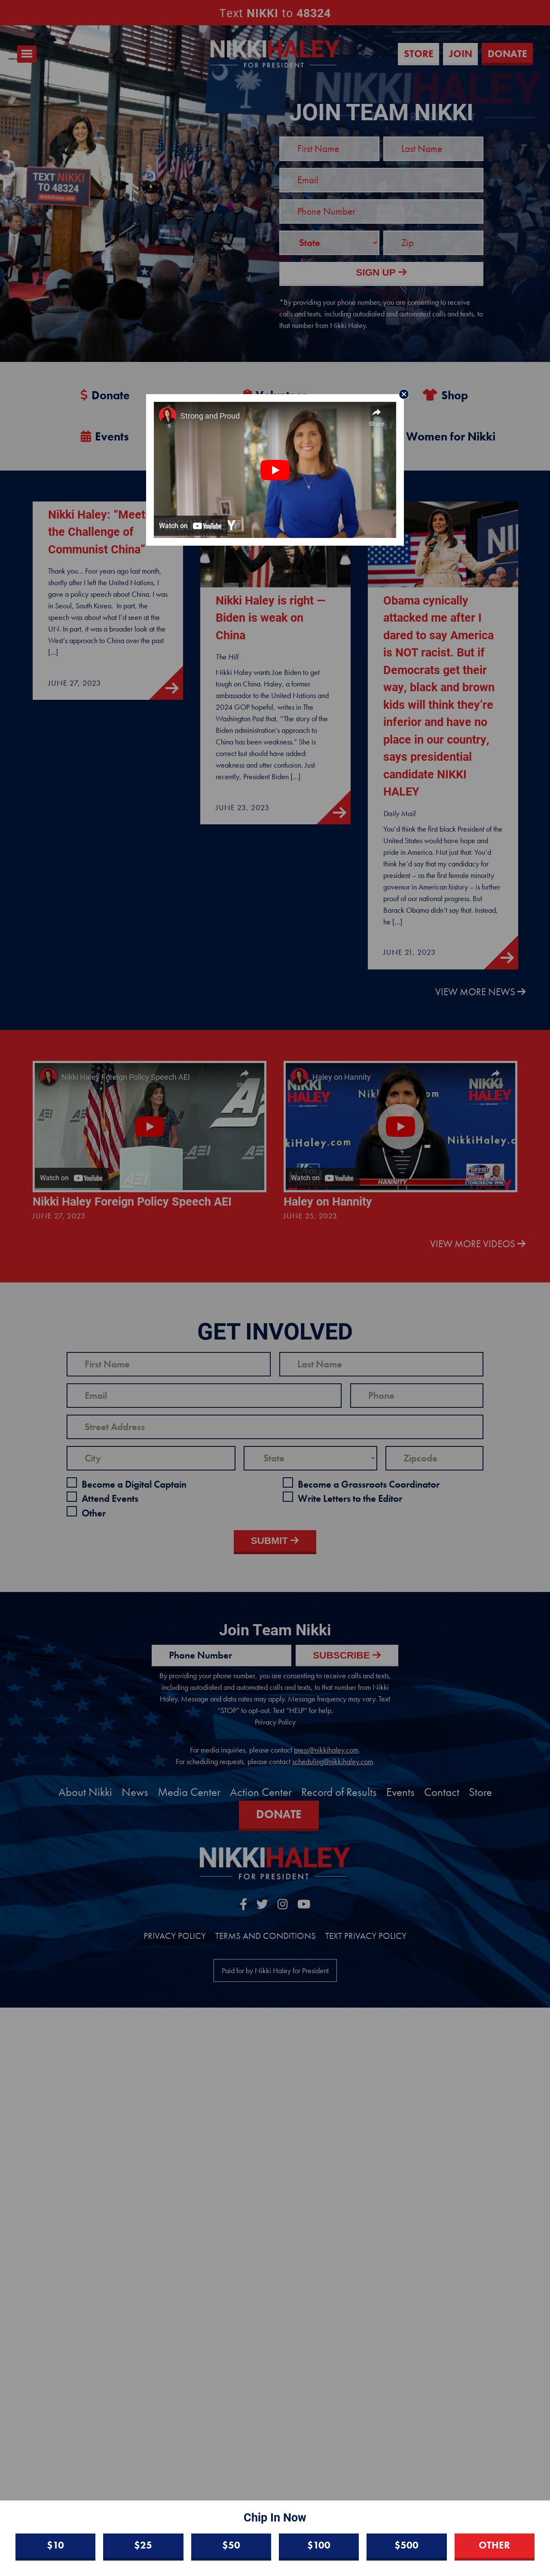 Text NIKKI to 48324
NIKKIHALEY
FOR PRESIDENT
STORE
JOIN
DONATE
JOIN TEAM NIKKI
TEXT NIKKI
TO 48324
First Name
Last Name
Email
Phone Number
State
Zip
SIGN UP →
*By providing your phone number, you are consenting to receive
calls and texts, including autodialed and automated calls and texts, to
that number from Nikki Haley.
Donate
Shop
Events
Women for Nikki
Strong and Proud
Share
Watch on YouTube
Nikki Haley: “Meet
the Challenge of
Communist China”
Thank you… Four years ago last month,
shortly after I left the United Nations, I
gave a policy speech about China. I was
in Seoul, South Korea.  In part, the
speech was about what I’d seen at the
UN. In part, it was a broader look at the
West’s approach to China over the past
[…]
JUNE 27, 2023
Nikki Haley is right —
Biden is weak on
China
The Hill
Nikki Haley wants Joe Biden to get
tough on China. Haley, a former
ambassador to the United Nations and
2024 GOP hopeful, writes in The
Washington Post that, “The story of the
Biden administration’s approach to
China has been weakness.” She is
correct but should have added:
weakness and utter confusion. Just
recently, President Biden […]
JUNE 23, 2023
Obama cynically
attacked me after I
dared to say America
is NOT racist. But if
Democrats get their
way, black and brown
kids will think they’re
inferior and have no
place in our country,
says presidential
candidate NIKKI
HALEY
Daily Mail
You’d think the first black President of the
United States would have hope and
pride in America. Not just that: You’d
think he’d say that my candidacy for
president – as the first female minority
governor in American history – is further
proof of our national progress. But
Barack Obama didn’t say that. Instead,
he […]
JUNE 21, 2023
VIEW MORE NEWS →
Nikki Haley Foreign Policy Speech AEI
AEI
Watch on YouTube
Nikki Haley Foreign Policy Speech AEI
JUNE 27, 2023
Haley on Hannity
NIKKI
HALEY
NikkiHaley.com
HANNITY
Watch on YouTube
Haley on Hannity
JUNE 25, 2023
VIEW MORE VIDEOS →
GET INVOLVED
First Name
Last Name
Email
Phone
Street Address
City
State
Zipcode
Become a Digital Captain
Become a Grassroots Coordinator
Attend Events
Write Letters to the Editor
Other
SUBMIT →
Join Team Nikki
Phone Number
SUBSCRIBE →
By providing your phone number, you are consenting to receive calls and texts,
including autodialed and automated calls and texts, to that number from Nikki
Haley. Message and data rates may apply. Message frequency may vary. Text
“STOP” to opt-out. Text “HELP” for help.
Privacy Policy
For media inquiries, please contact press@nikkihaley.com.
For scheduling requests, please contact scheduling@nikkihaley.com.
About Nikki News Media Center Action Center Record of Results Events Contact Store
DONATE
NIKKIHALEY
FOR PRESIDENT
PRIVACY POLICY TERMS AND CONDITIONS TEXT PRIVACY POLICY
Paid for by Nikki Haley for President
Chip In Now
$10
$25
$50
$100
$500
OTHER